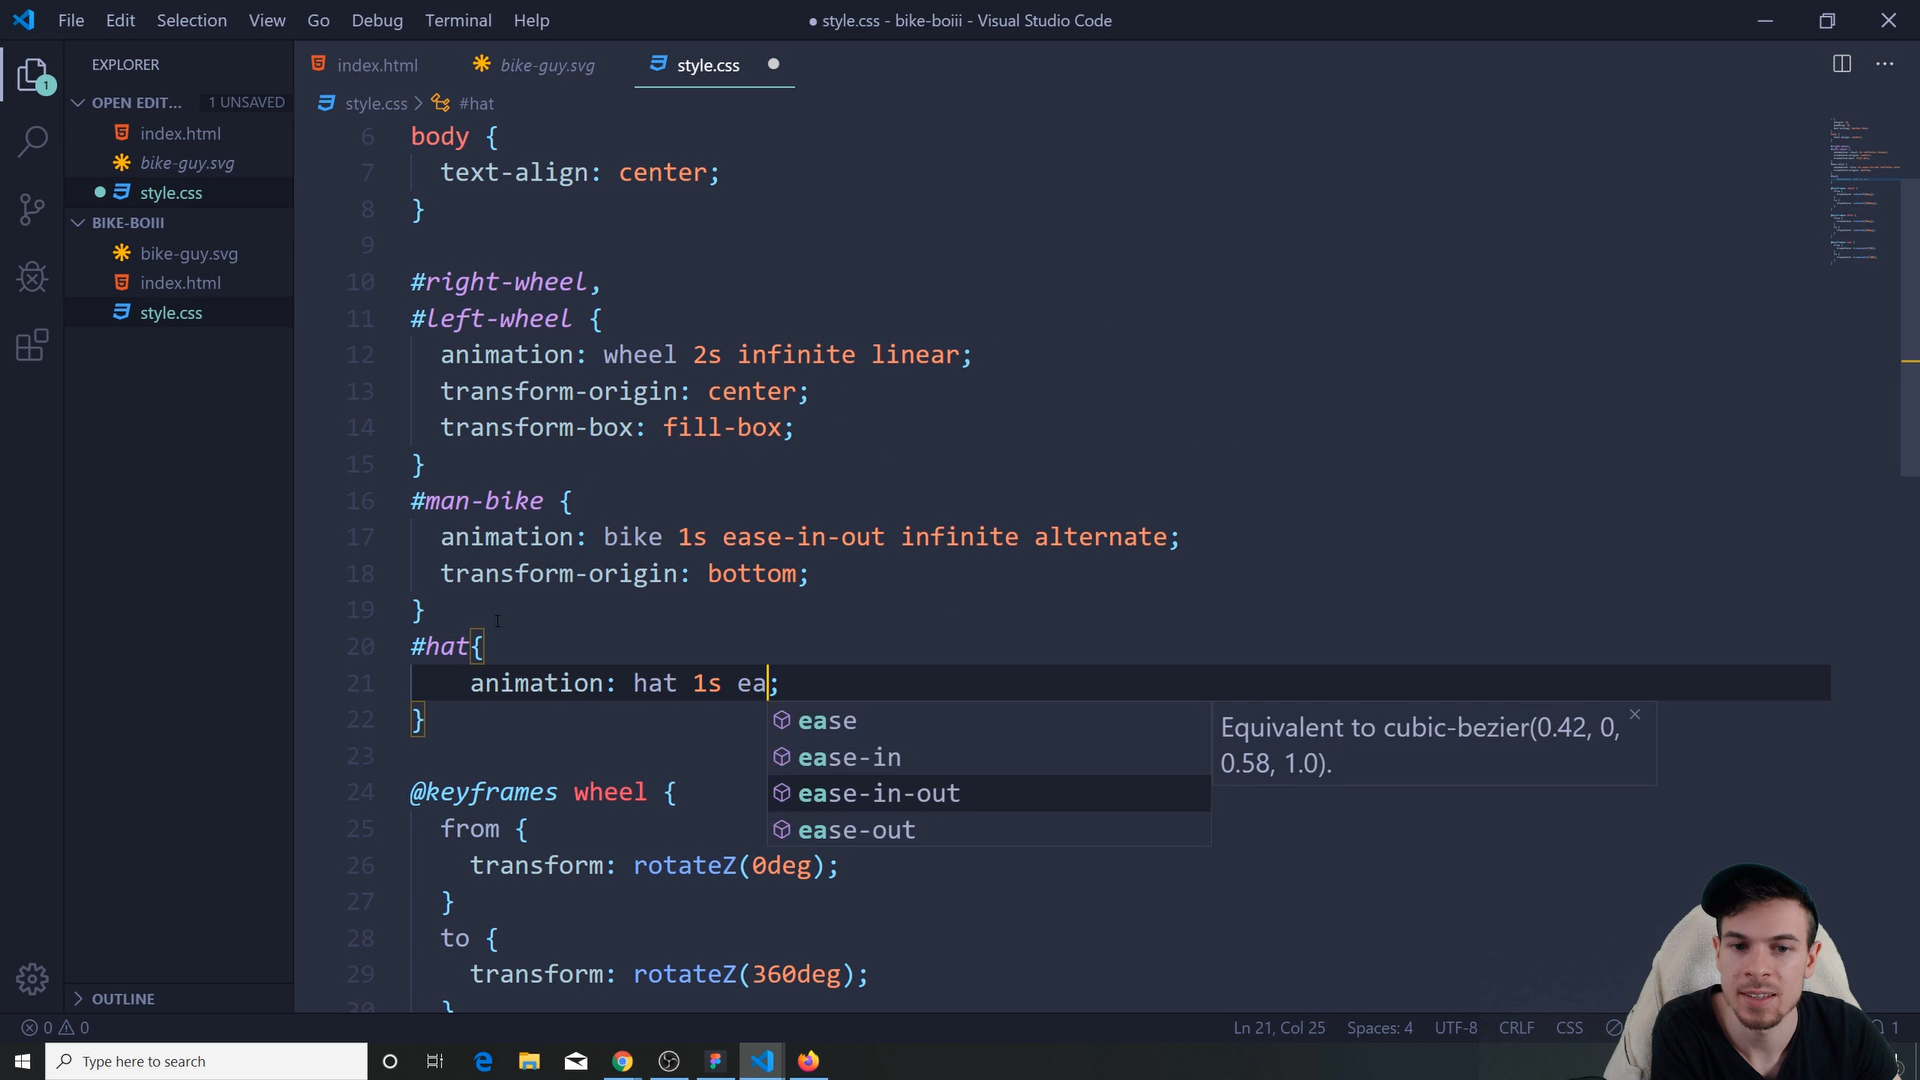 File Edit Selection View Go Debug Terminal Help
● style.css - bike-boiii - Visual Studio Code
EXPLORER
index.html
bike-guy.svg
style.css
OPEN EDIT... 1 UNSAVED
index.html
bike-guy.svg
style.css
BIKE-BOIII
bike-guy.svg
index.html
style.css
OUTLINE
style.css > #hat
6 body {
7 text-align: center;
8 }
9
10 #right-wheel,
11 #left-wheel {
12 animation: wheel 2s infinite linear;
13 transform-origin: center;
14 transform-box: fill-box;
15 }
16 #man-bike {
17 animation: bike 1s ease-in-out infinite alternate;
18 transform-origin: bottom;
19 }
20 #hat{
21 animation: hat 1s ea;
22 }
23
24 @keyframes wheel {
25 from {
26 transform: rotateZ(0deg);
27 }
28 to {
29 transform: rotateZ(360deg);
30 }
ease
ease-in
ease-in-out
ease-out
Equivalent to cubic-bezier(0.42, 0,
0.58, 1.0).
1
0 0
Ln 21, Col 25 Spaces: 4 UTF-8 CRLF CSS 1
Type here to search